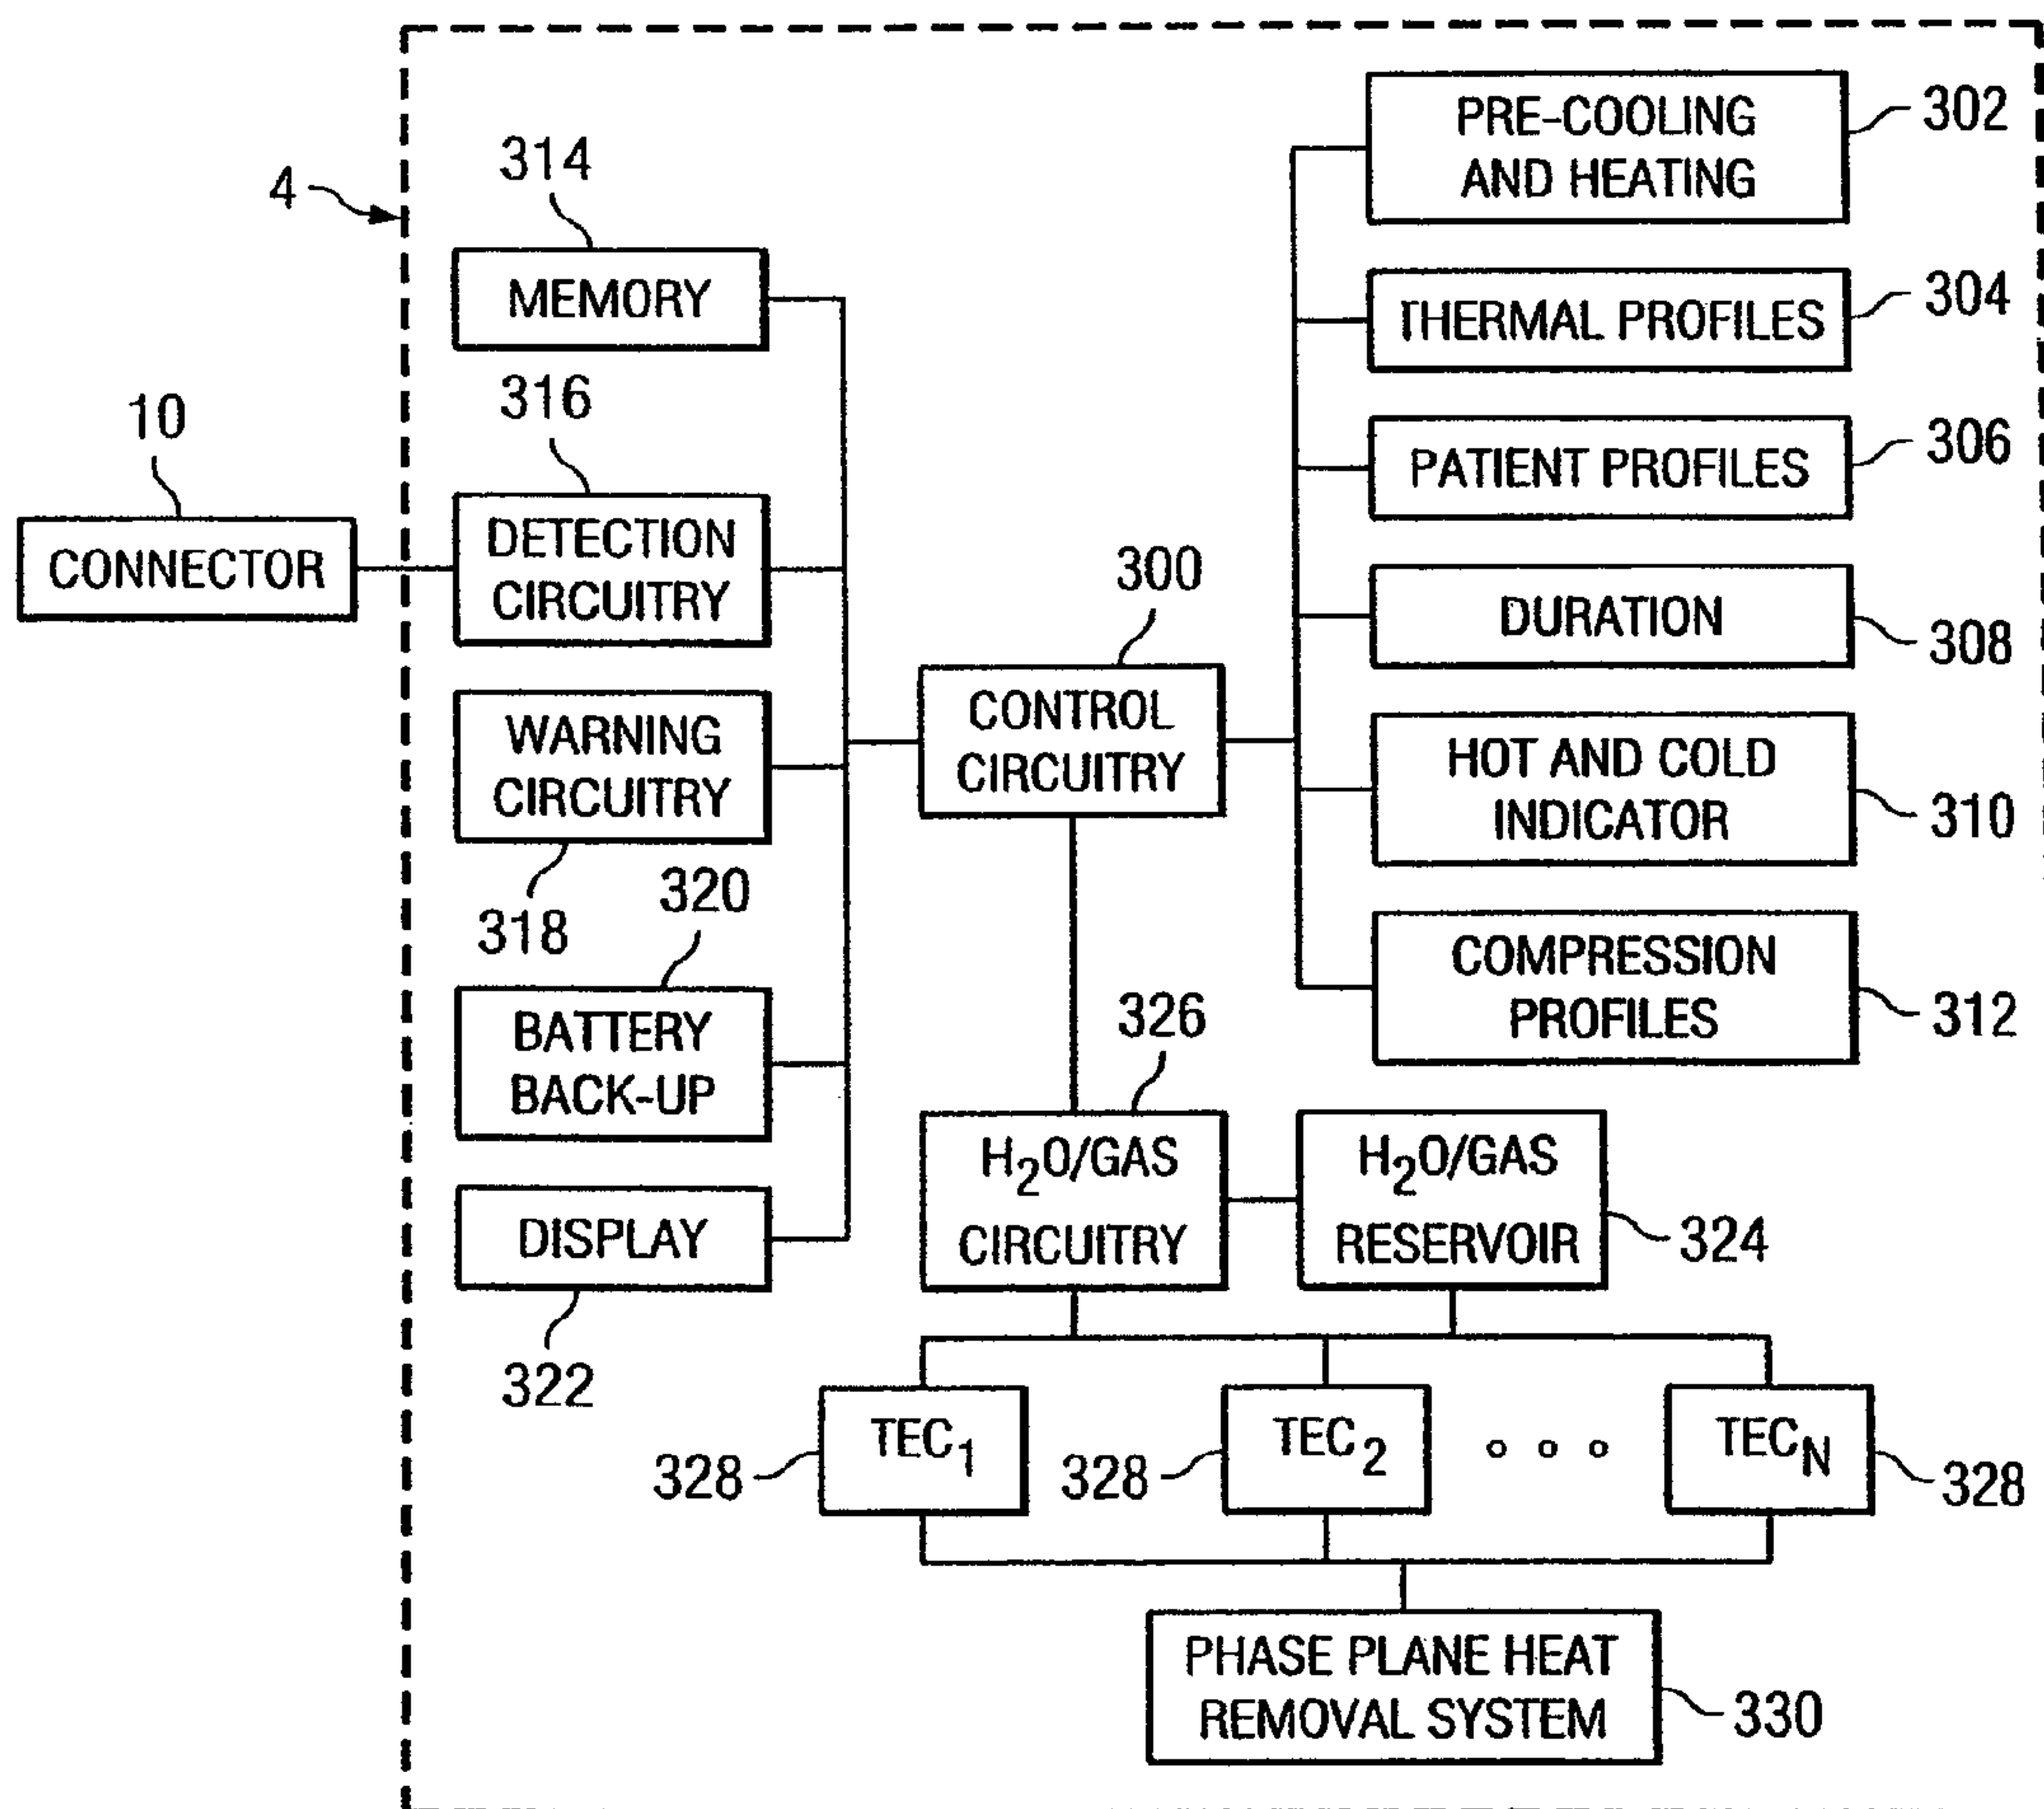 PRE-COOLING
AND HEATING
302
314
4
MEMORY
THERMAL PROFILES
304
10
316
PATIENT PROFILES
306
CONNECTOR
DETECTION
CIRCUITRY
300
DURATION
308
WARNING
CIRCUITRY
318
CONTROL
CIRCUITRY
HOT AND COLD
INDICATOR
310
320
BATTERY
BACK-UP
COMPRESSION
PROFILES
312
326
H2O/GAS
CIRCUITRY
H2O/GAS
RESERVOIR
324
DISPLAY
322
TEC1
328
TEC2
328
TECN
328
PHASE PLANE HEAT
REMOVAL SYSTEM
330